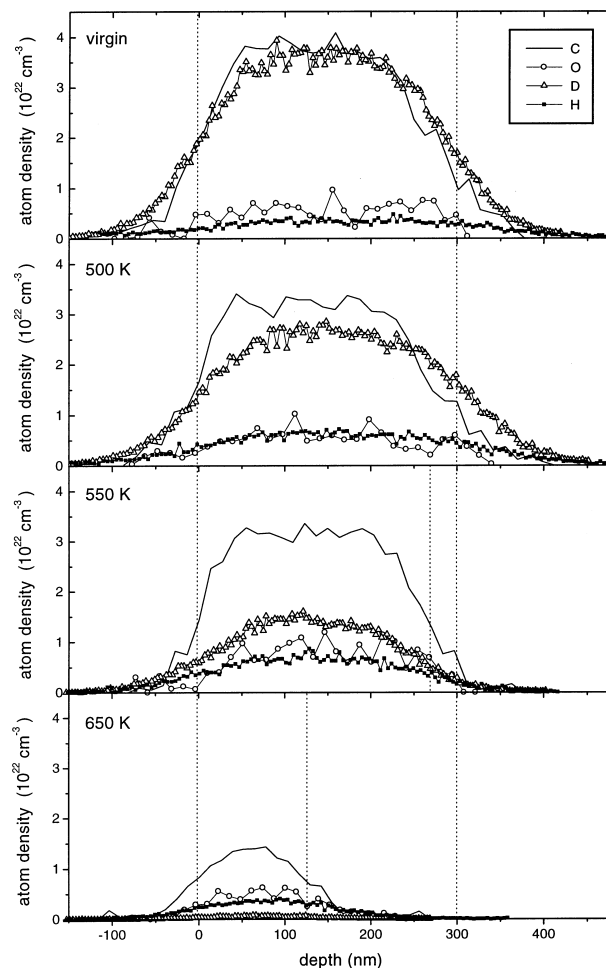 virgin
C
O
D
H
atom density (10²² cm⁻³)
4
3
2
1
0
500 K
atom density (10²² cm⁻³)
4
3
2
1
0
550 K
atom density (10²² cm⁻³)
4
3
2
1
0
650 K
atom density (10²² cm⁻³)
4
3
2
1
0
-100 0 100 200 300 400
depth (nm)